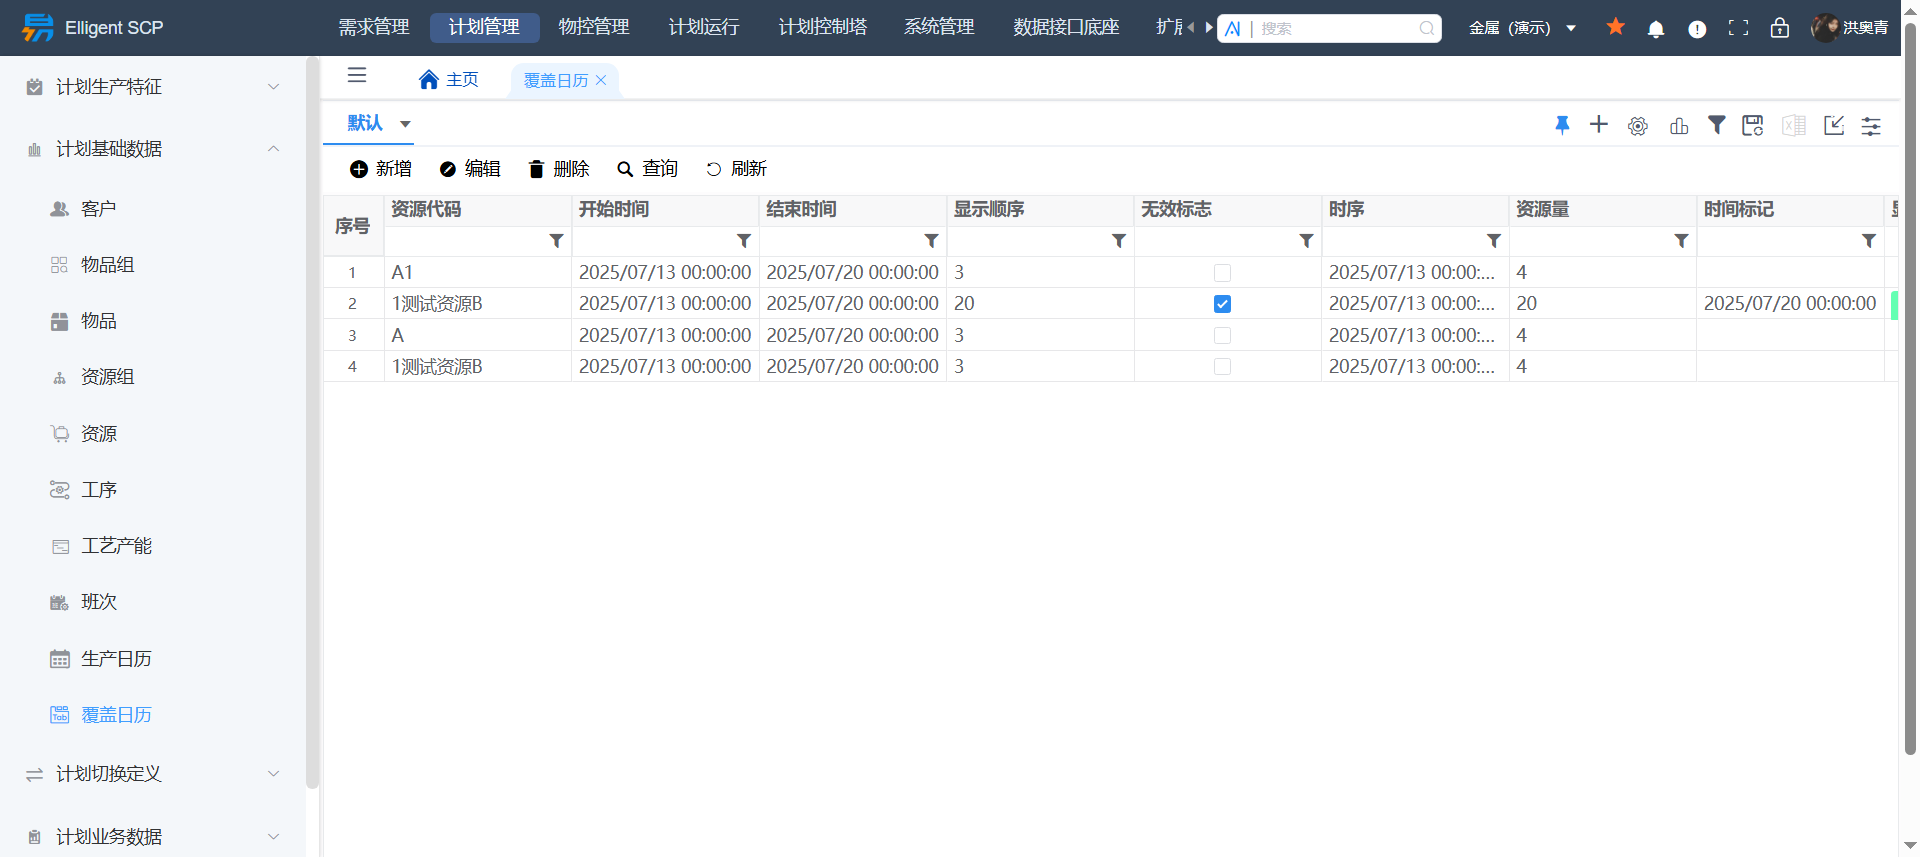 Elligent SCP
需求管理 计划管理 物控管理 计划运行 计划控制塔 系统管理 数据接口底座
搜索
金属 (演示)
洪奥青
计划生产特征
计划基础数据
客户
物品组
物品
资源组
资源
工序
工艺产能
班次
生产日历
覆盖日历
计划切换定义
计划业务数据
主页 覆盖日历
默认
新增 编辑 删除 查询 刷新
序号 资源代码 开始时间 结束时间 显示顺序 无效标志 时序 资源量 时间标记
1 A1 2025/07/13 00:00:00 2025/07/20 00:00:00 3 2025/07/13 00:00:... 4
2 1测试资源B 2025/07/13 00:00:00 2025/07/20 00:00:00 20 2025/07/13 00:00:... 20 2025/07/20 00:00:00
3 A 2025/07/13 00:00:00 2025/07/20 00:00:00 3 2025/07/13 00:00:... 4
4 1测试资源B 2025/07/13 00:00:00 2025/07/20 00:00:00 3 2025/07/13 00:00:... 4